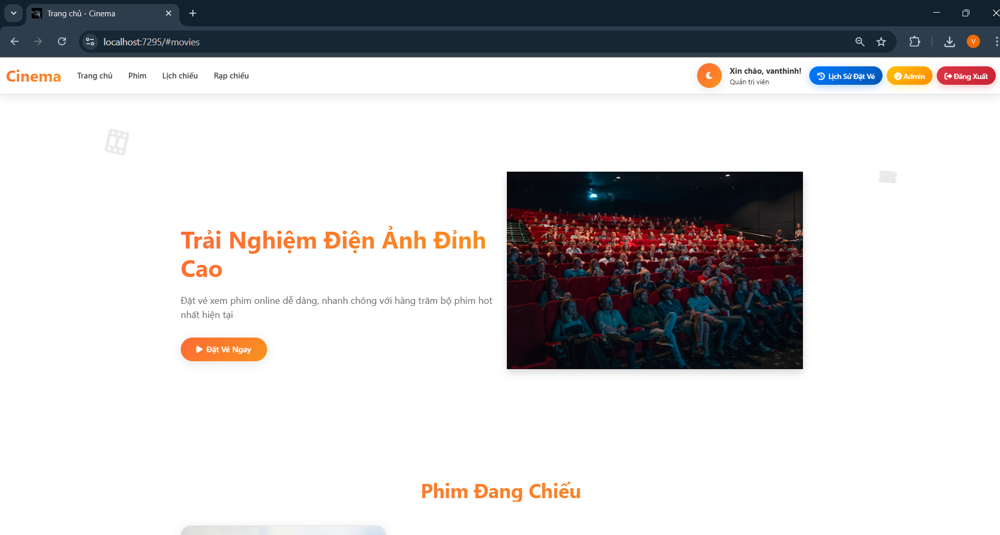 Trang chủ - Cinema
localhost:7295/#movies
V
Cinema
Trang chủ
Phim
Lịch chiếu
Rạp chiếu
Xin chào, vanthinh!
Quản trị viên
Lịch Sử Đặt Vé
Admin
Đăng Xuất
Trải Nghiệm Điện Ảnh Đỉnh
Cao
Đặt vé xem phim online dễ dàng, nhanh chóng với hàng trăm bộ phim hot
nhất hiện tại
Đặt Vé Ngay
Phim Đang Chiếu